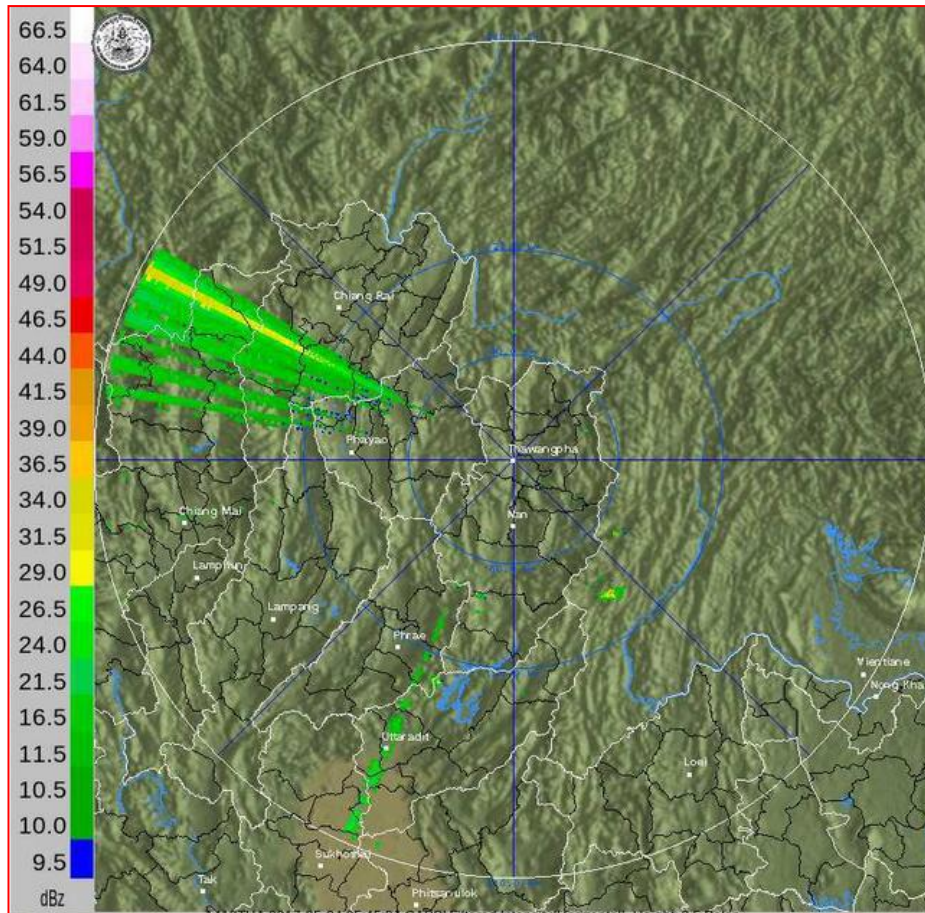 66.5
64.0
61.5
59.0
56.5
54.0
51.5
49.0
46.5
44.0
41.5
39.0
36.5
34.0
31.5
29.0
26.5
24.0
21.5
16.5
11.5
10.5
10.0
9.5
dBz
Chiang Rai
Phayao
Thawangpha
Nan
Chiang Mai
Lamphun
Lampang
Phrae
Uttaradit
Sukhothai
Tak
Phitsanulok
Loei
Vientiane
Nong Kha